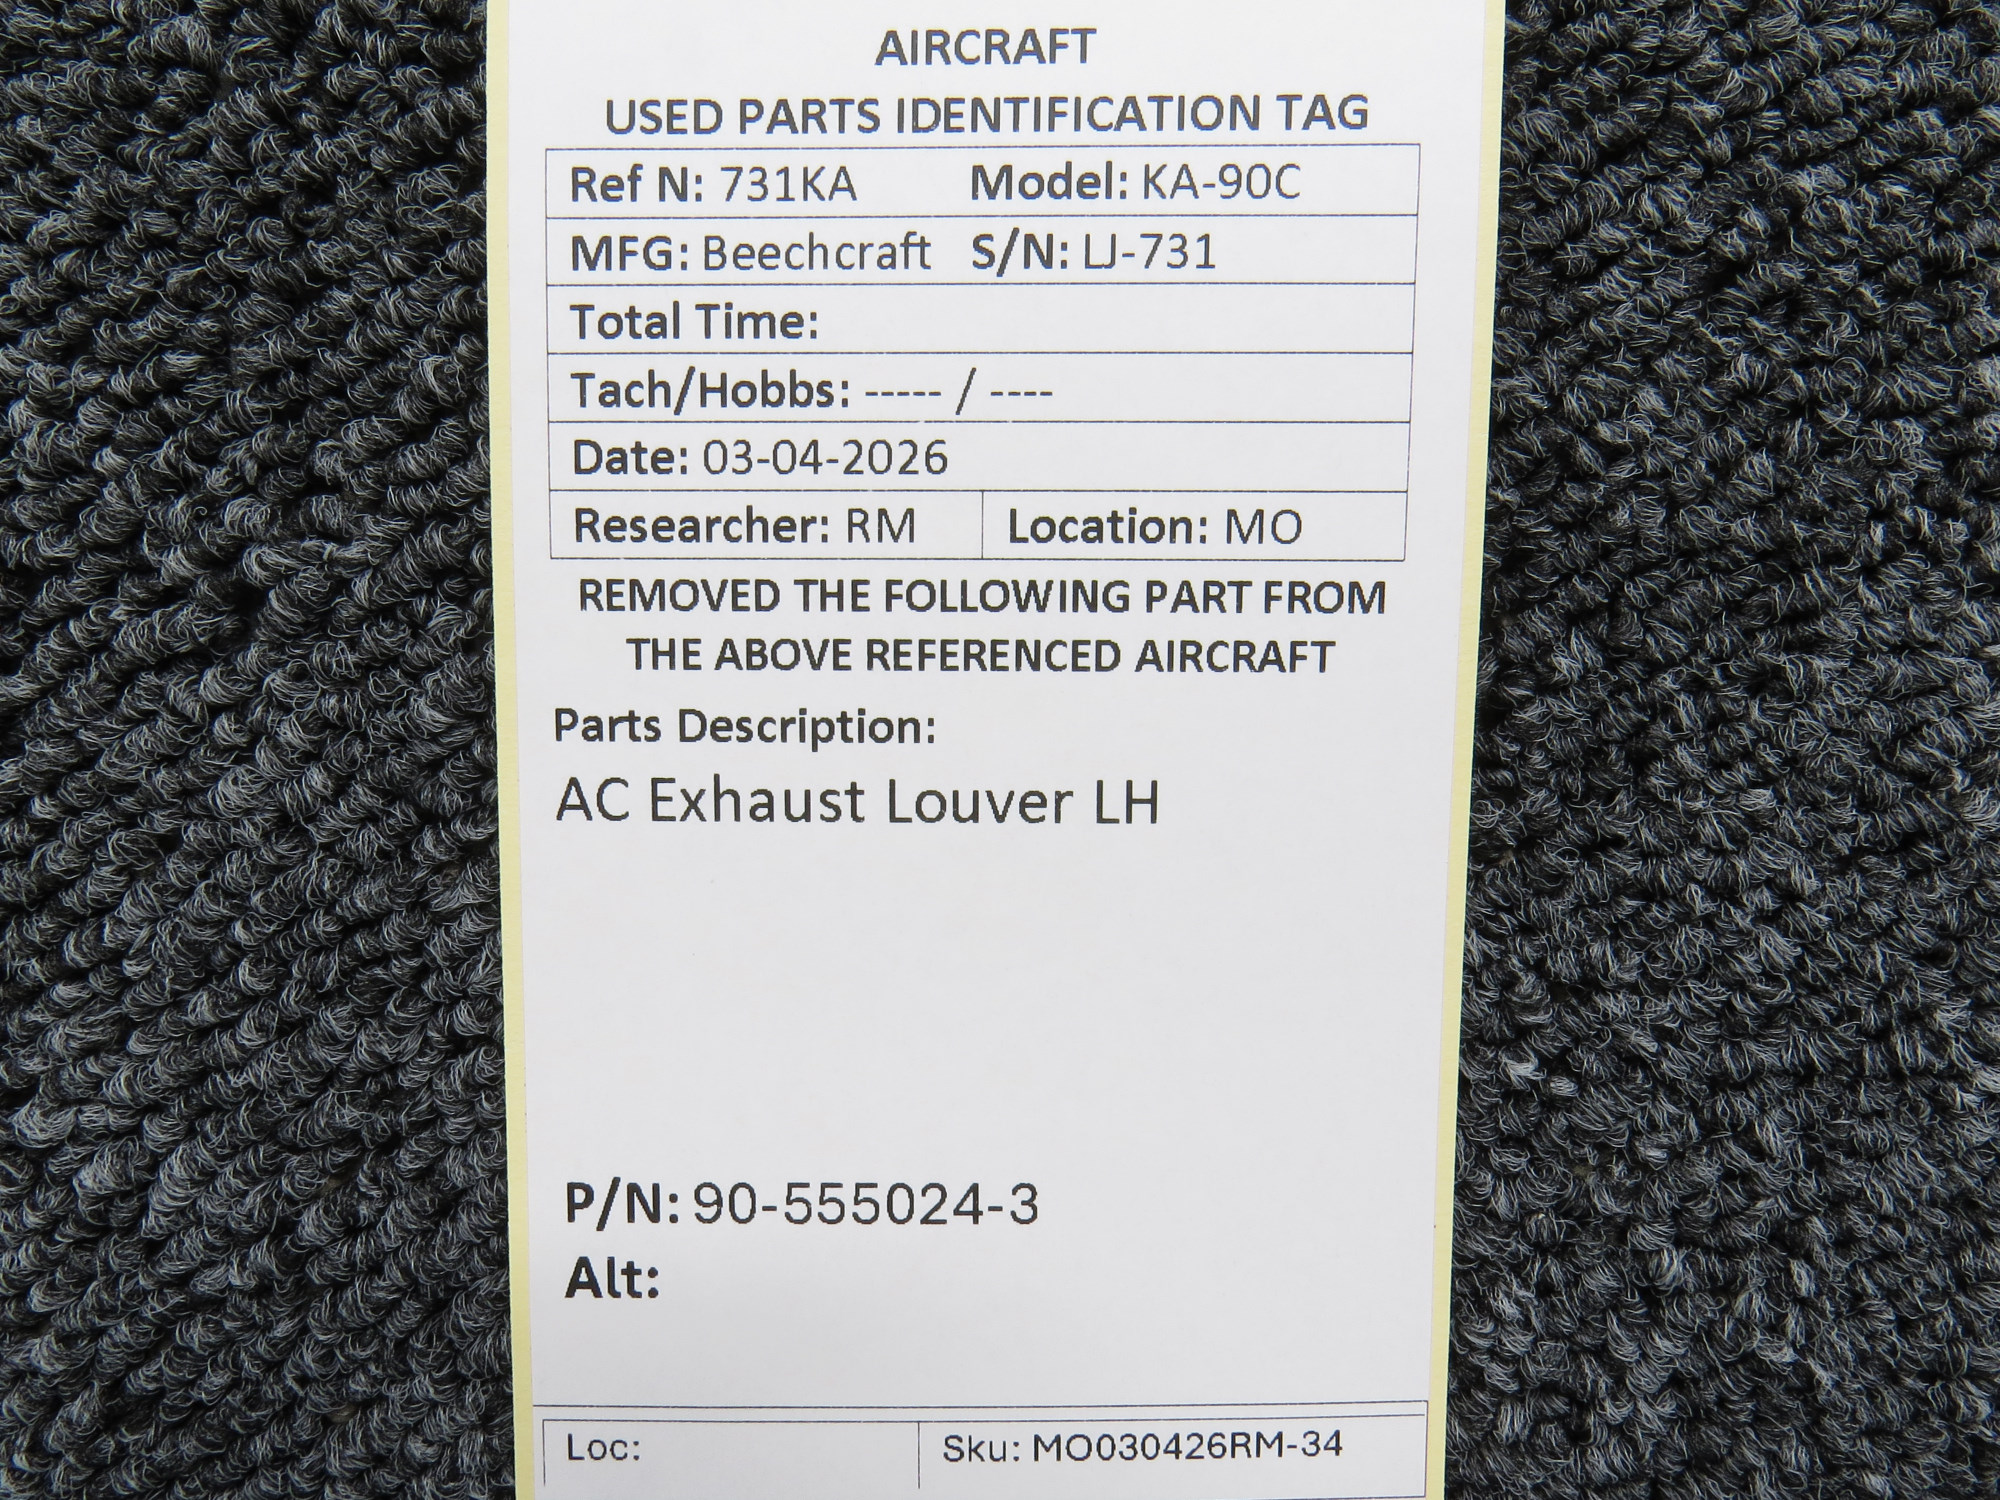 AIRCRAFT
USED PARTS IDENTIFICATION TAG
Ref N: 731KA Model: KA-90C
MFG: Beechcraft S/N: LJ-731
Total Time:
Tach/Hobbs: ----- / ----
Date: 03-04-2026
Researcher: RM Location: MO
REMOVED THE FOLLOWING PART FROM
THE ABOVE REFERENCED AIRCRAFT
Parts Description:
AC Exhaust Louver LH
P/N: 90-555024-3
Alt:
Loc: Sku: MO030426RM-34